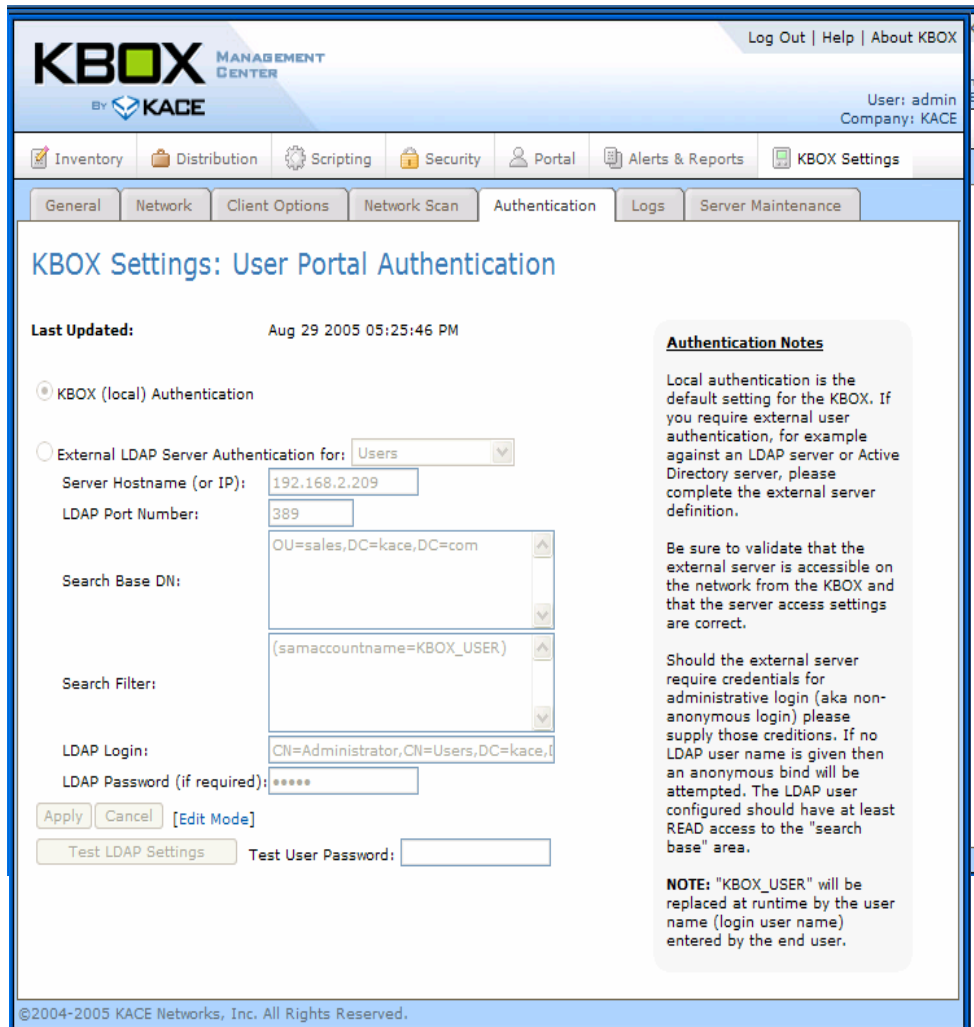 Log Out | Help | About KBOX
KBOX MANAGEMENT
CENTER
BY KACE
User: admin
Company: KACE
Inventory Distribution Scripting Security Portal Alerts & Reports KBOX Settings
General Network Client Options Network Scan Authentication Logs Server Maintenance
KBOX Settings: User Portal Authentication
Last Updated: Aug 29 2005 05:25:46 PM
KBOX (local) Authentication
External LDAP Server Authentication for: Users
Server Hostname (or IP): 192.168.2.209
LDAP Port Number: 389
Search Base DN: OU=sales,DC=kace,DC=com
Search Filter: (samaccountname=KBOX_USER)
LDAP Login: CN=Administrator,CN=Users,DC=kace,
LDAP Password (if required): •••••
Apply Cancel [Edit Mode]
Test LDAP Settings Test User Password:
Authentication Notes
Local authentication is the
default setting for the KBOX. If
you require external user
authentication, for example
against an LDAP server or Active
Directory server, please
complete the external server
definition.
Be sure to validate that the
external server is accessible on
the network from the KBOX and
that the server access settings
are correct.
Should the external server
require credentials for
administrative login (aka non-
anonymous login) please
supply those creditions. If no
LDAP user name is given then
an anonymous bind will be
attempted. The LDAP user
configured should have at least
READ access to the "search
base" area.
NOTE: "KBOX_USER" will be
replaced at runtime by the user
name (login user name)
entered by the end user.
©2004-2005 KACE Networks, Inc. All Rights Reserved.